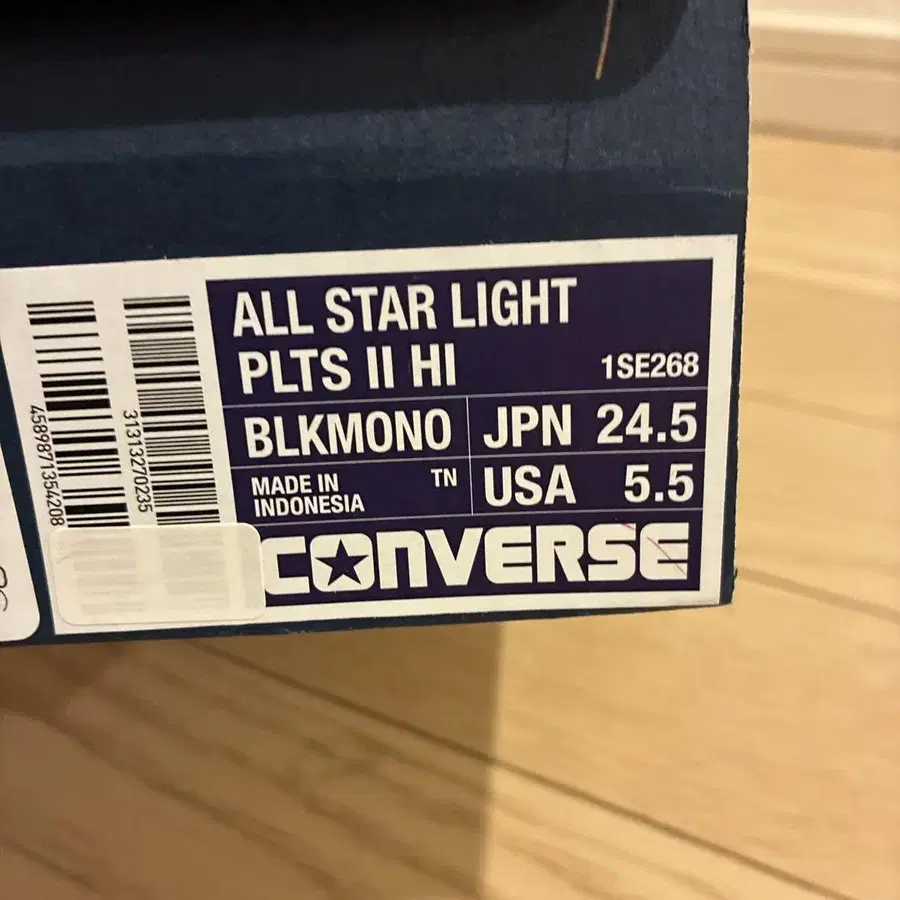 ALL STAR LIGHT
PLTS II HI 1SE268
BLKMONO JPN 24.5
MADE IN INDONESIA TN USA 5.5
CONVERSE
4589871354208
31313270235